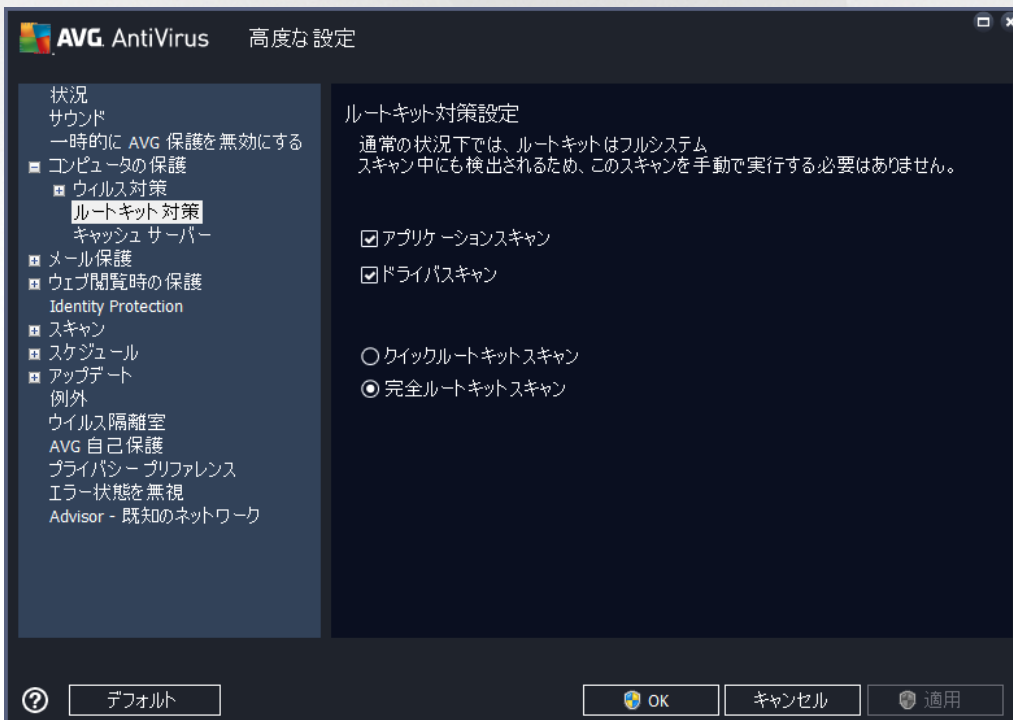 AVG AntiVirus 高度な設定
状況
サウンド
一時的に AVG 保護を無効にする
コンピュータの保護
ウィルス対策
ルートキット対策
キャッシュ サーバー
メール保護
ウェブ閲覧時の保護
Identity Protection
スキャン
スケジュール
アップデート
例外
ウイルス隔離室
AVG 自己保護
プライバシー プリファレンス
エラー状態を無視
Advisor - 既知のネットワーク
ルートキット対策設定
通常の状況下では、ルートキットはフルシステム
スキャン中にも検出されるため、このスキャンを手動で実行する必要はありません。
アプリケーションスキャン
ドライバスキャン
クイックルートキットスキャン
完全ルートキットスキャン
デフォルト
OK
キャンセル
適用